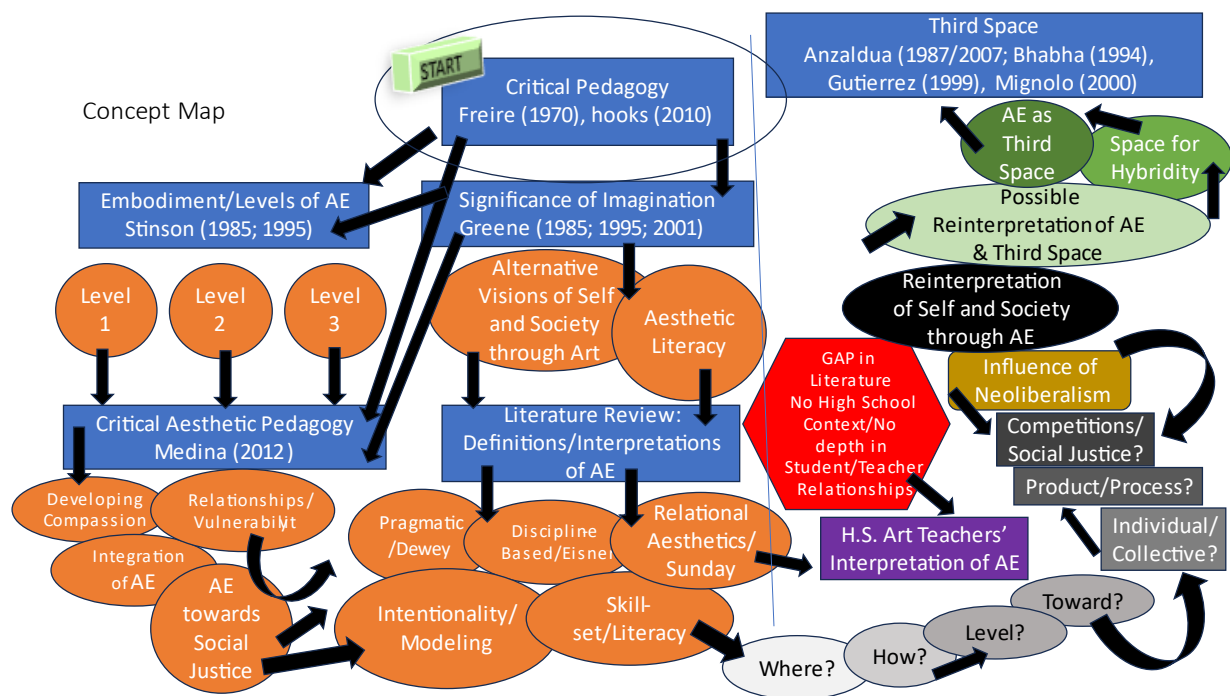 Concept Map
START
Critical Pedagogy
Freire (1970), hooks (2010)
Embodiment/Levels of AE
Stinson (1985; 1995)
Significance of Imagination
Greene (1985; 1995; 2001)
Level
1
Level
2
Level
3
Alternative
Visions of Self
and Society
through Art
Aesthetic
Literacy
Critical Aesthetic Pedagogy
Medina (2012)
Literature Review:
Definitions/Interpretations
of AE
Developing
Compassion
Relationships/
Vulnerability
Integration
of AE
AE
towards
Social
Justice
Pragmatic
/Dewey
Discipline-
Based/Eisner
Relational
Aesthetics/
Sunday
Intentionality/
Modeling
Skill-
set/Literacy
Third Space
Anzaldua (1987/2007; Bhabha (1994),
Gutierrez (1999), Mignolo (2000)
AE as
Third
Space
Space for
Hybridity
Possible
Reinterpretation of AE
& Third Space
Reinterpretation
of Self and Society
through AE
GAP in
Literature
No High School
Context/No
depth in
Student/Teacher
Relationships
Influence of
Neoliberalism
Competitions/
Social Justice?
Product/Process?
Individual/
Collective?
H.S. Art Teachers'
Interpretation of AE
Where?
How?
Level?
Toward?